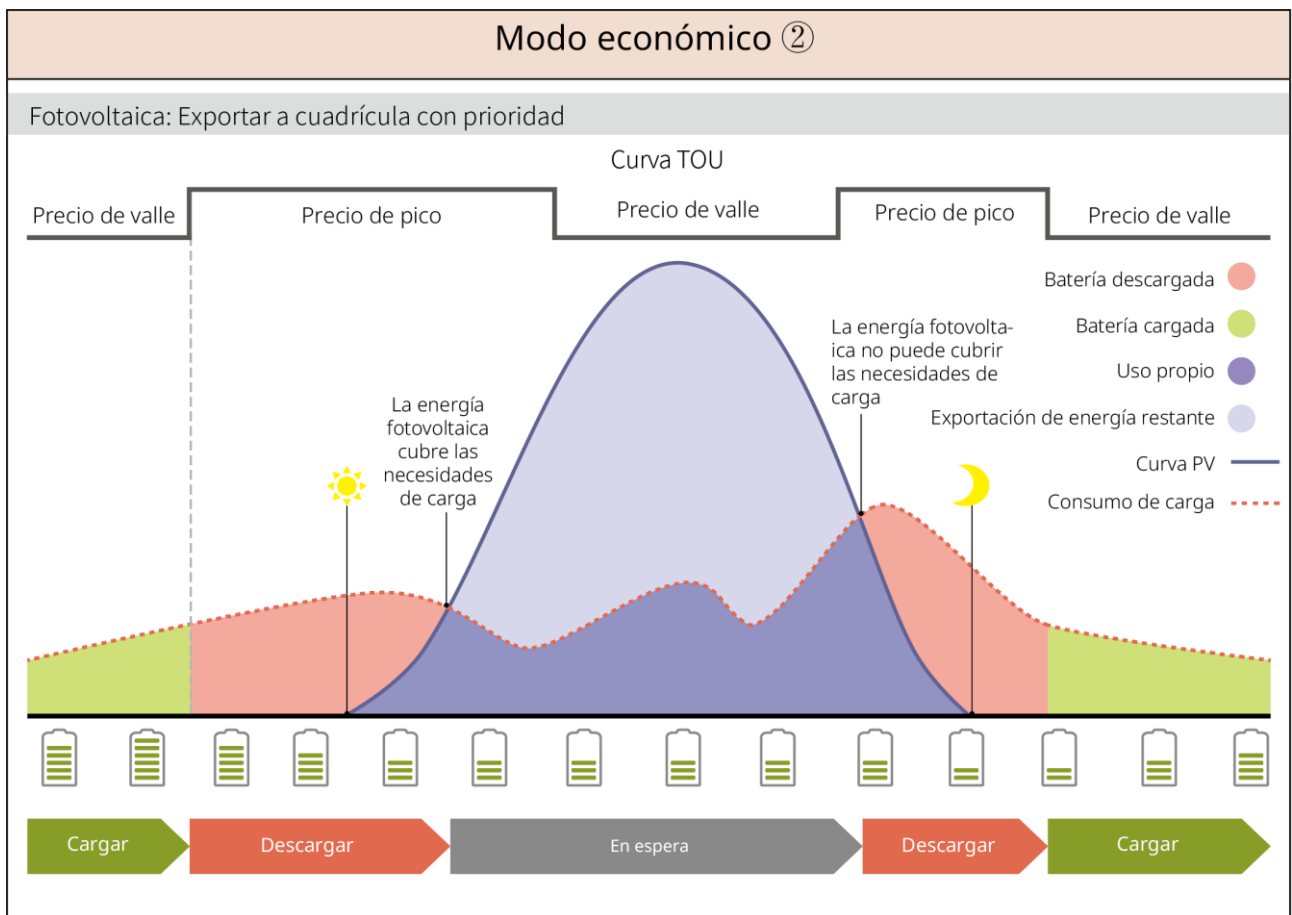 Modo económico ②
Fotovoltaica: Exportar a cuadrícula con prioridad
Curva TOU
Precio de valle
Precio de pico
Precio de valle
Precio de pico
Precio de valle
Batería descargada
Batería cargada
Uso propio
Exportación de energía restante
Curva PV
Consumo de carga
La energía
fotovoltaica
cubre las
necesidades
de carga
La energía fotovolta-
ica no puede cubrir
las necesidades de
carga
Cargar
Descargar
En espera
Descargar
Cargar